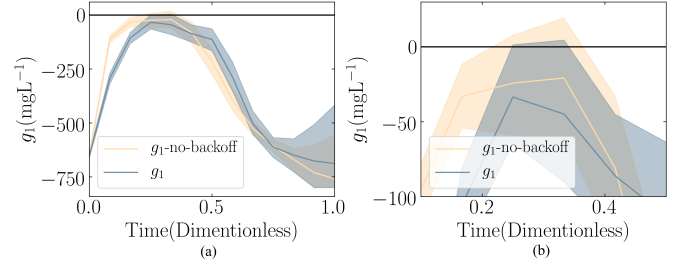 0
−250
−500
−750
g₁(mgL⁻¹)
g₁-no-backoff
g₁
0.0
0.5
1.0
Time(Dimentionless)
(a)
0
−50
−100
g₁(mgL⁻¹)
g₁-no-backoff
g₁
0.2
0.4
Time(Dimentionless)
(b)